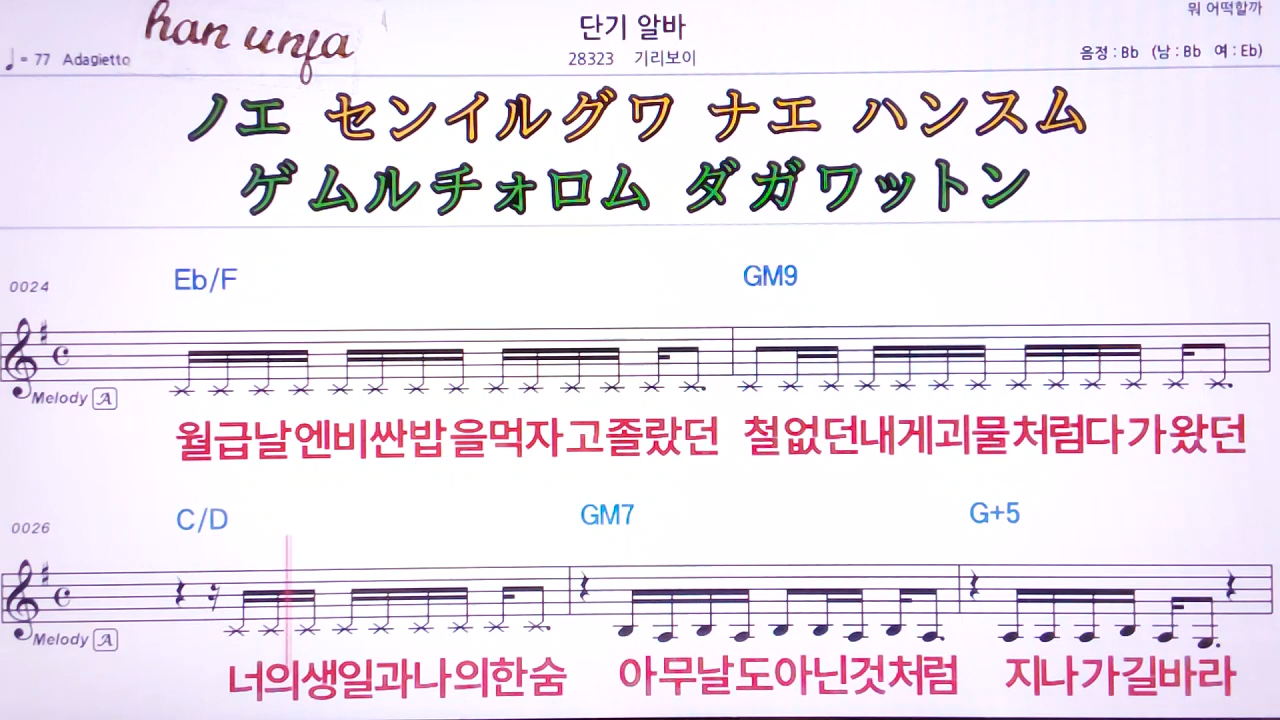 han unfa
단기 알바
뭐 어떡할까
♩= 77 Adagietto
28323 기리보이
음정 : Bb (남 : Bb 여 : Eb)
ノエ センイルグワ ナエ ハンスム
ゲムルチォロム ダガワットン
Eb/F GM9
0024
Melody A
월급날엔비싼밥을먹자고졸랐던 철없던내게괴물처럼다가왔던
C/D GM7 G+5
0026
Melody A
너의생일과나의한숨 아무날도아닌것처럼 지나가길바라